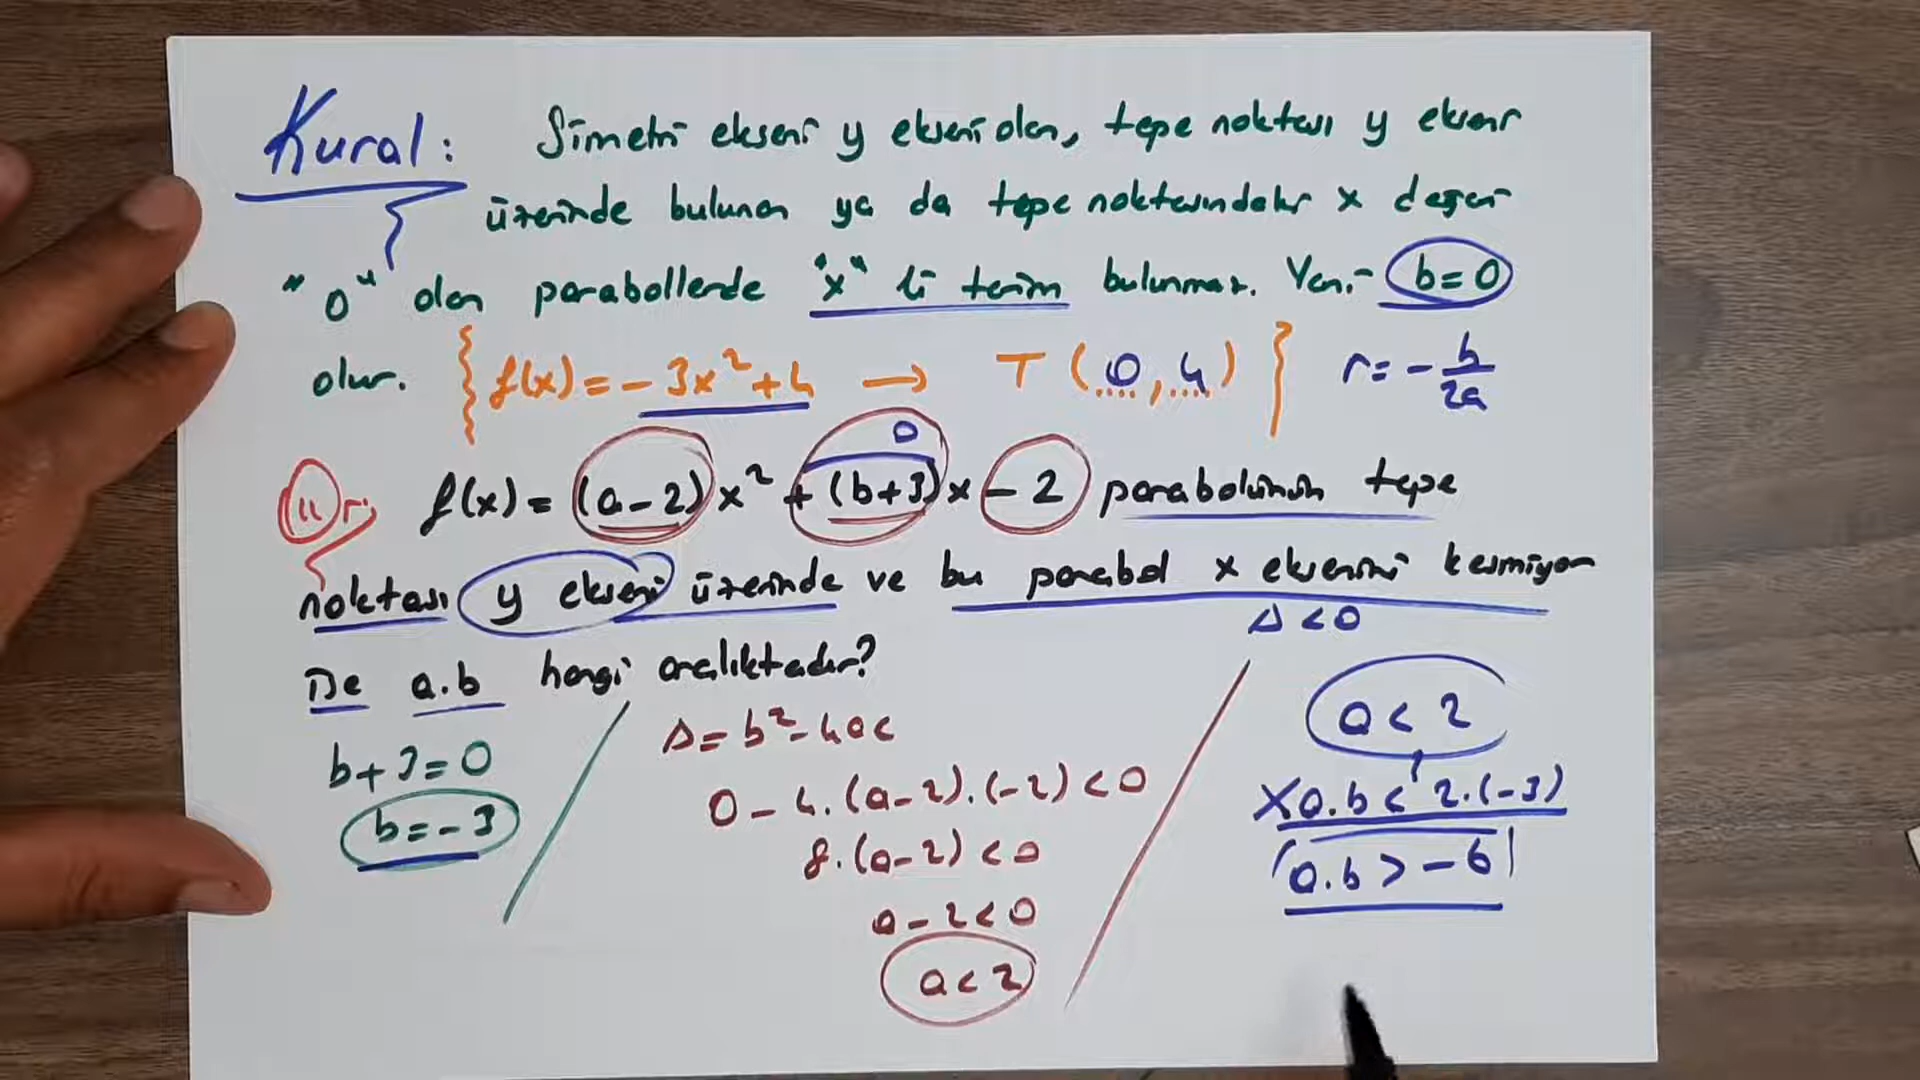 Kural: Simetri ekseni y ekseni olan, tepe noktası y ekseni
üzerinde bulunan ya da tepe noktasındaki x değeri
"0" olan parabollerde "x" li terim bulunmaz. Yani b=0
olur. {f(x)=-3x²+4 → T(0,4)} r=-b/2a
0
ör f(x)=(a-2)x²+(b+3)x-2 parabolünün tepe
noktası y ekseni üzerinde ve bu parabol x eksenini kesmiyor
Δ<0
İse a.b hangi aralıktadır?
b+3=0
b=-3
Δ=b²-4ac
0-4.(a-2).(-2)<0
8.(a-2)<0
a-2<0
a<2
a<2
Xa.b<2.(-3)
a.b>-6